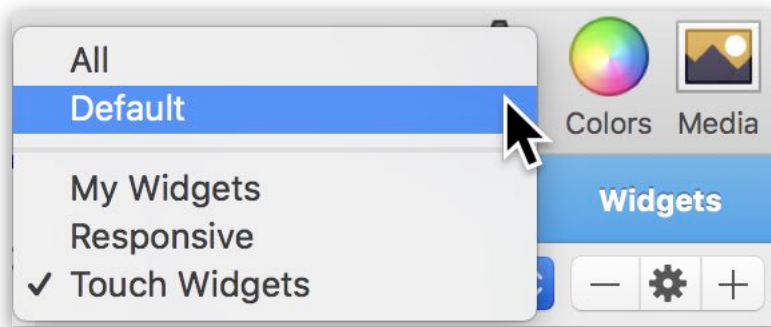 All
Default
My Widgets
Responsive
✓ Touch Widgets
Colors Media
Widgets